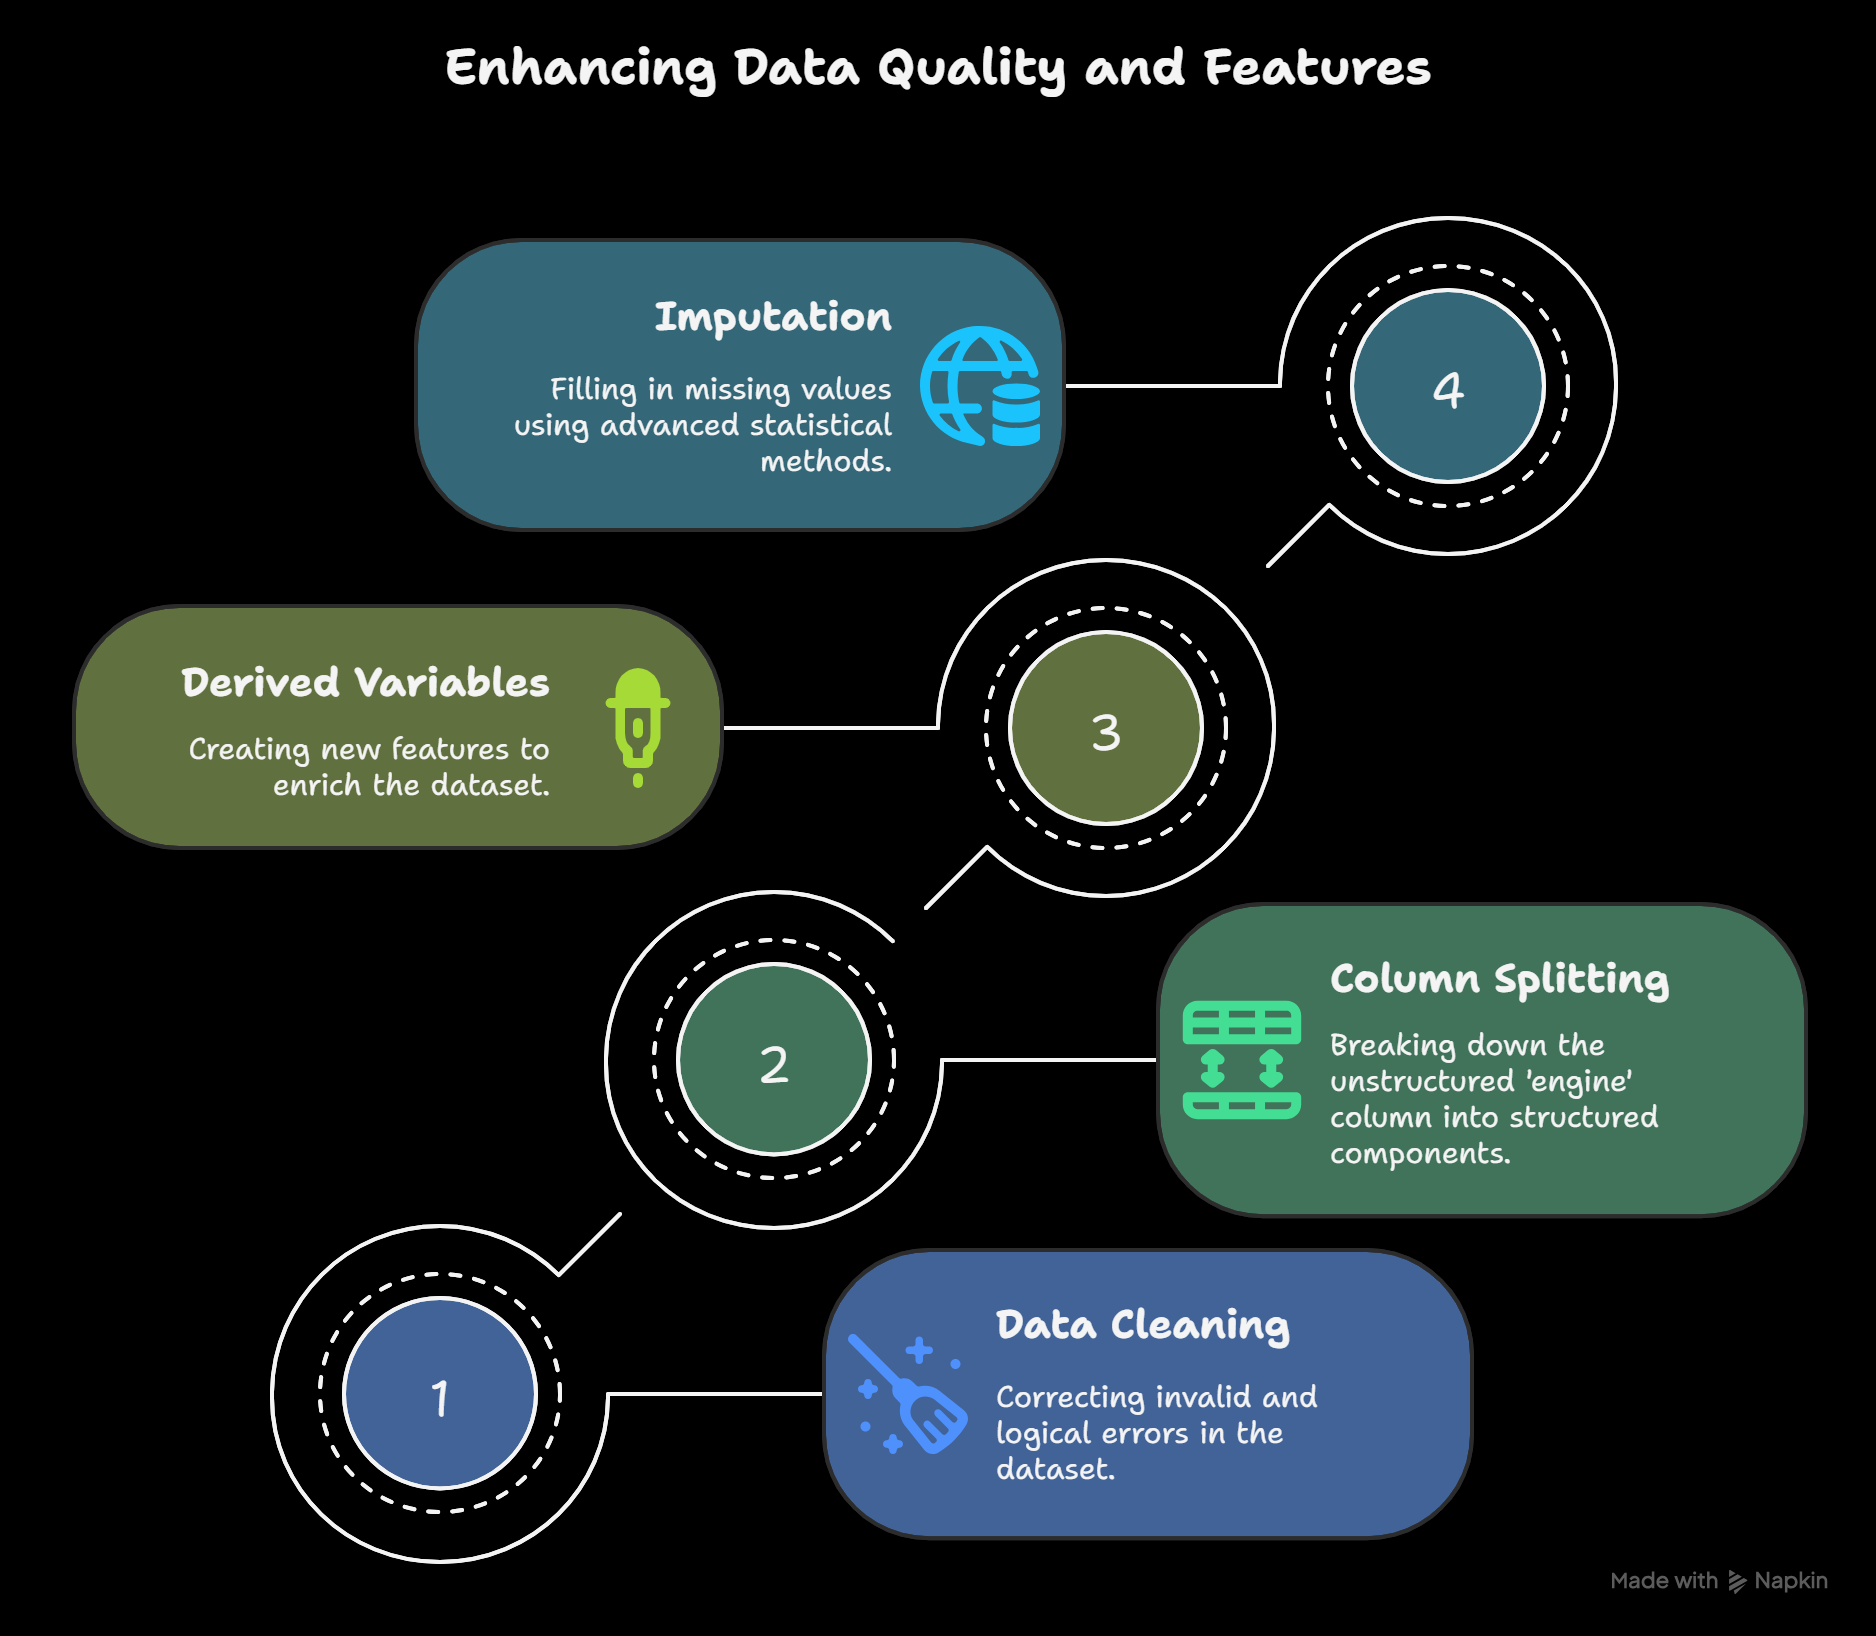 Enhancing Data Quality and Features
Imputation
Filling in missing values
using advanced statistical
methods.
4
Derived Variables
Creating new features to
enrich the dataset.
3
2
Column Splitting
Breaking down the
unstructured 'engine'
column into structured
components.
1
Data Cleaning
Correcting invalid and
logical errors in the
dataset.
Made with Napkin